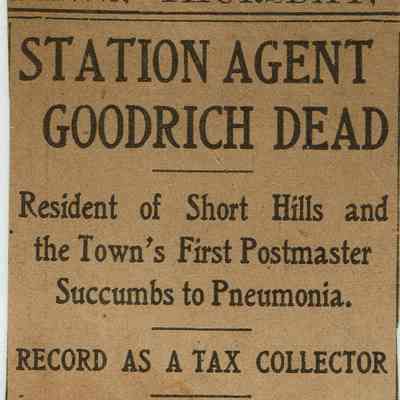 THURSDAY.
STATION AGENT
GOODRICH DEAD
Resident of Short Hills and
the Town's First Postmaster
Succumbs to Pneumonia.
RECORD AS A TAX COLLECTOR